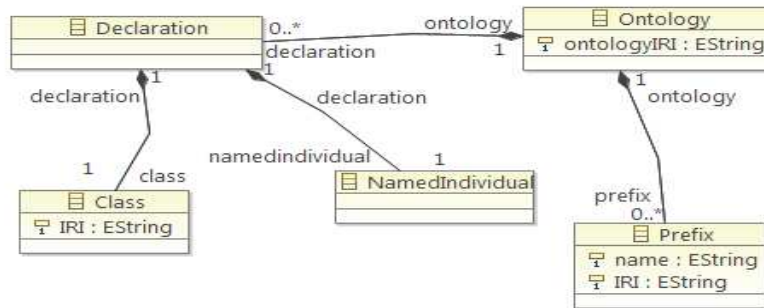 Declaration
0..*
ontology
Ontology
declaration
1
ontologyIRI : EString
1
1
1
declaration
declaration
ontology
namedindividual
1
1
class
NamedIndividual
prefix
0..*
Class
IRI : EString
Prefix
name : EString
IRI : EString